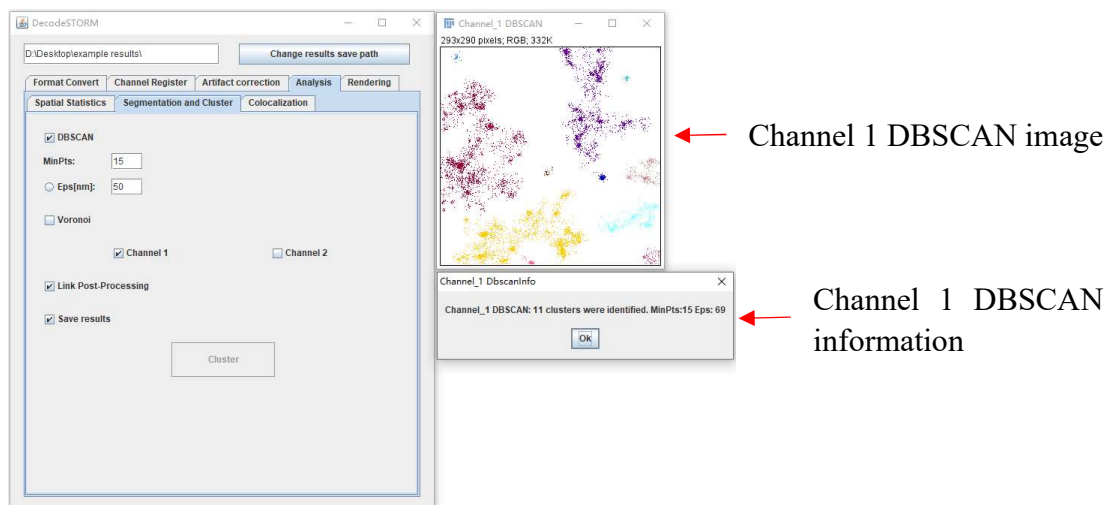 DecodeSTORM
D:\Desktop\example results\
Change results save path
Format Convert Channel Register Artifact correction Analysis Rendering
Spatial Statistics Segmentation and Cluster Colocalization
DBSCAN
MinPts: 15
Eps[nm]: 50
Voronoi
Channel 1 Channel 2
Link Post-Processing
Save results
Cluster
Channel_1 DBSCAN
293x290 pixels; RGB; 332K
Channel 1 DBSCAN image
Channel_1 DbscanInfo
Channel_1 DBSCAN: 11 clusters were identified. MinPts:15 Eps: 69
Ok
Channel 1 DBSCAN
information